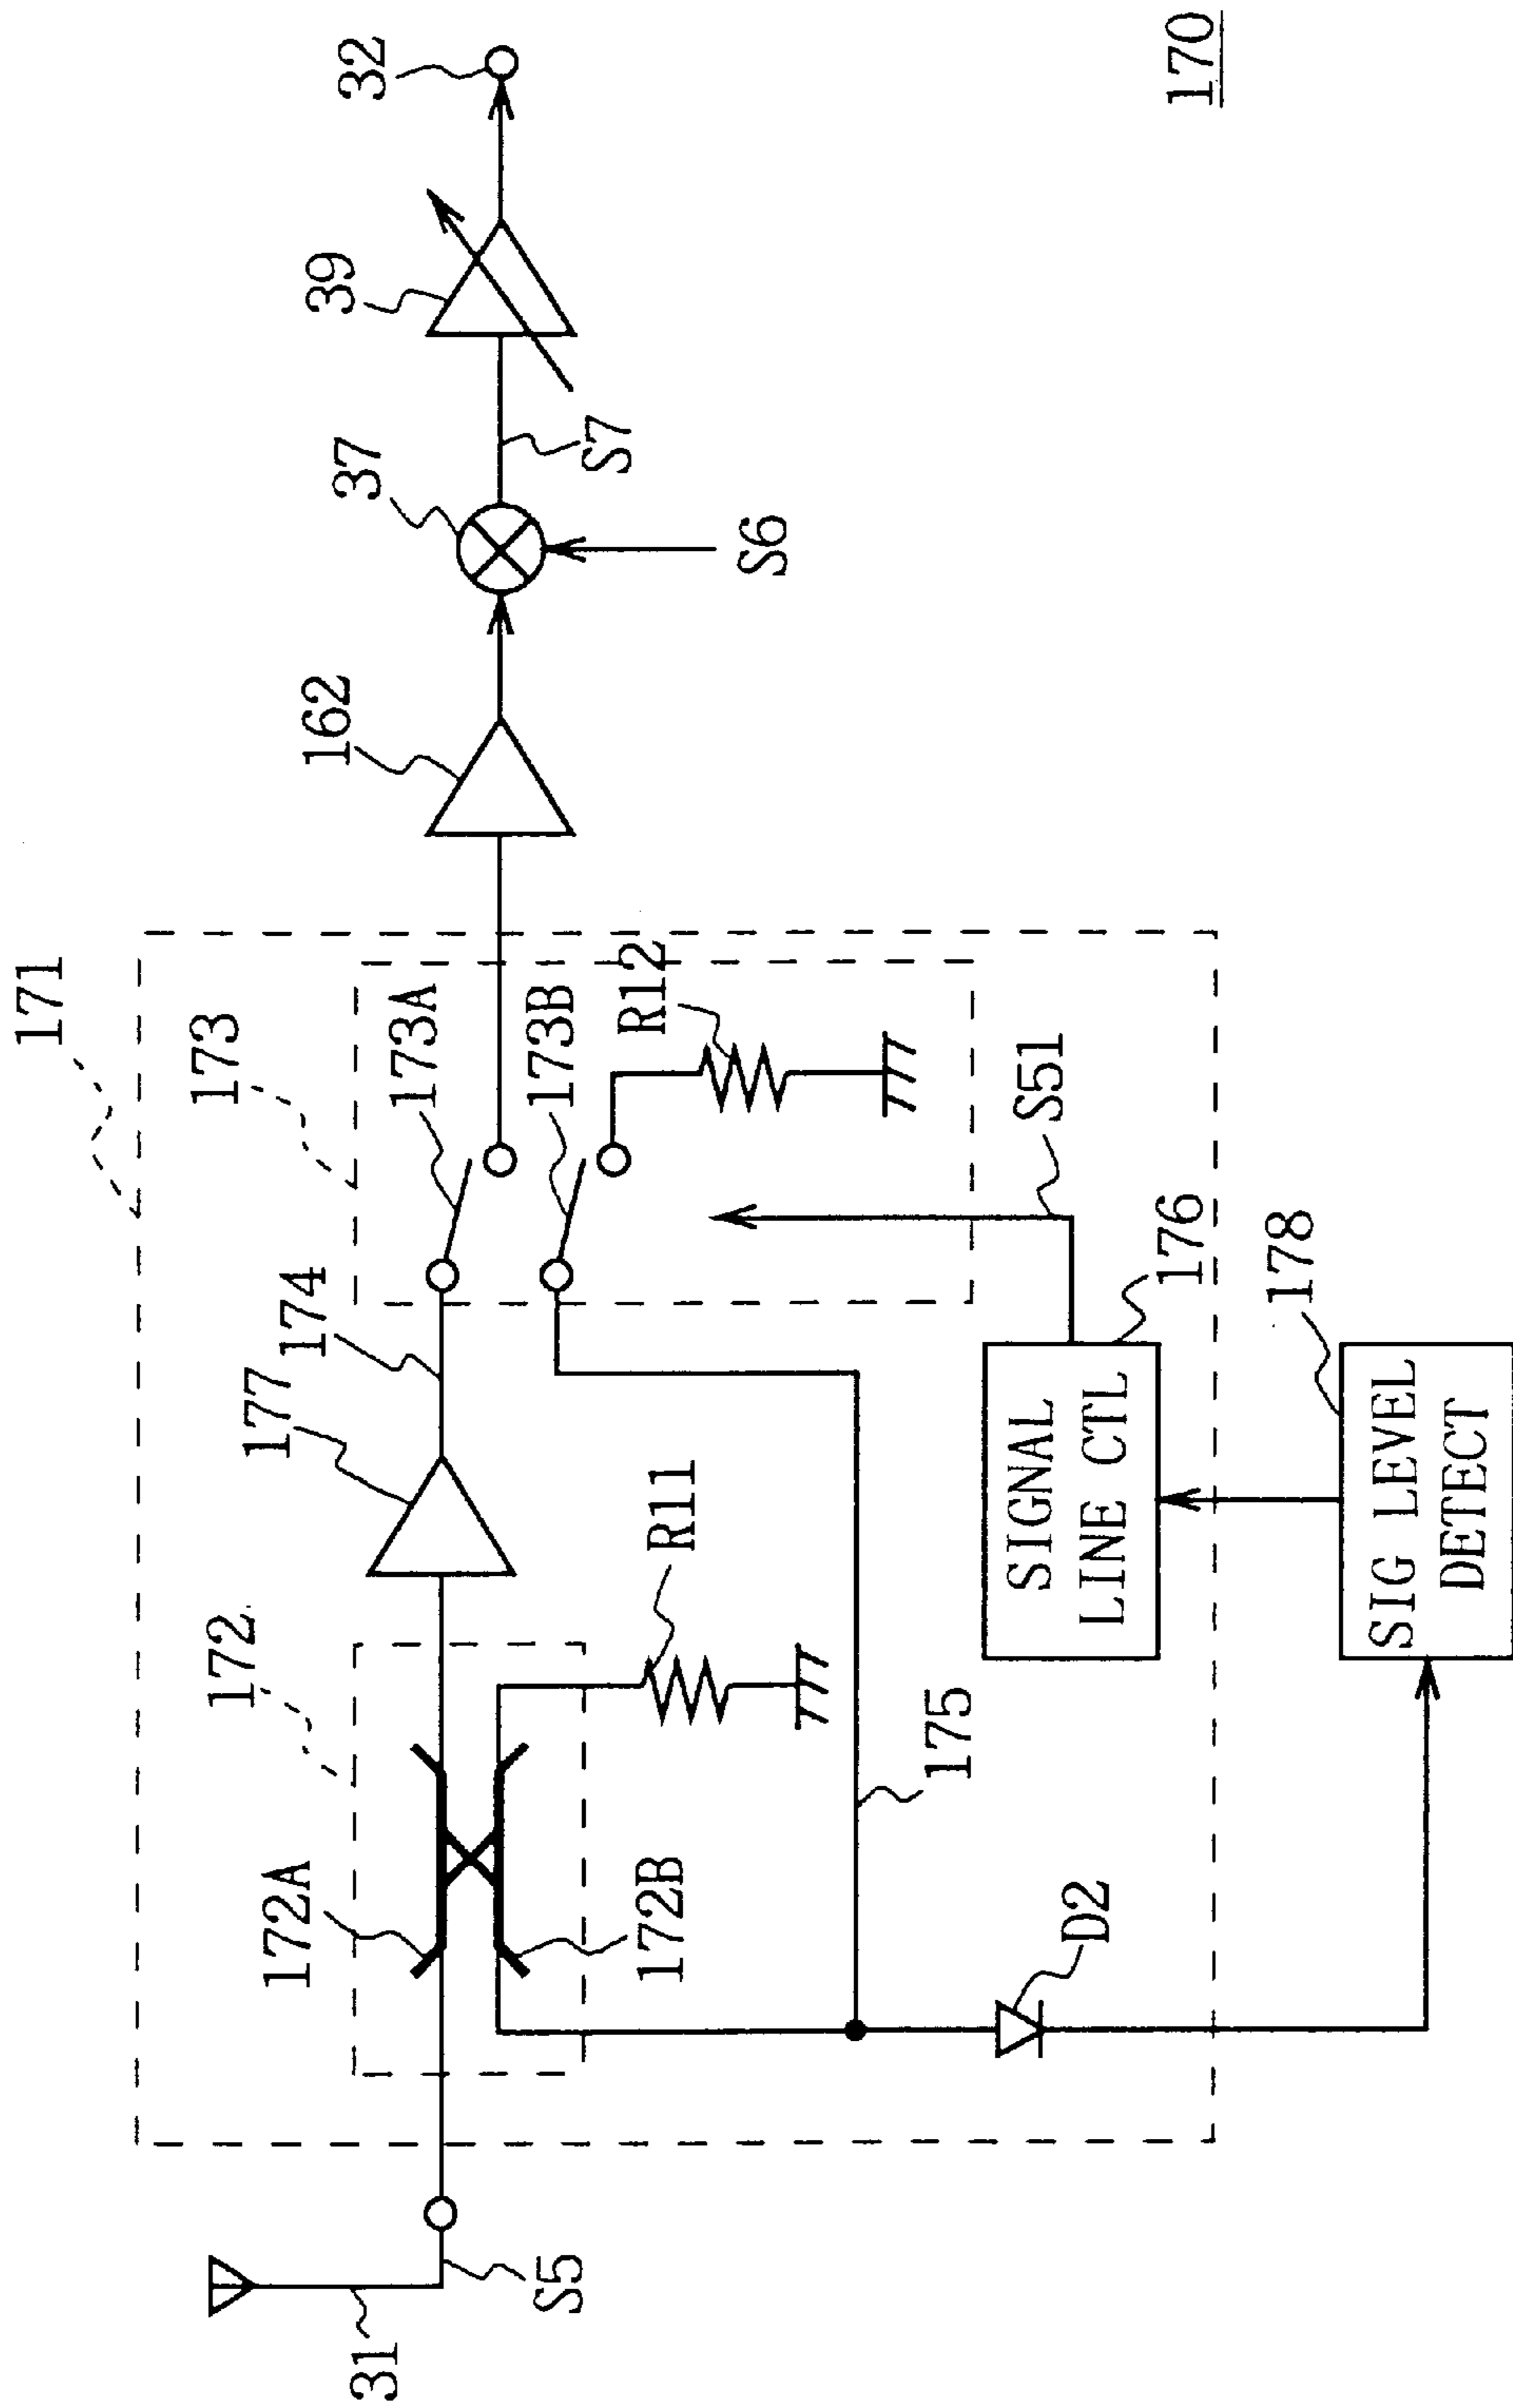 171
173
173A
173B
R12
174
177
172
172A
172B
R11
175
D2
S51
176
SIGNAL
LINE CTL
178
SIG LEVEL
DETECT
31
S5
162
37
S6
S7
39
32
170